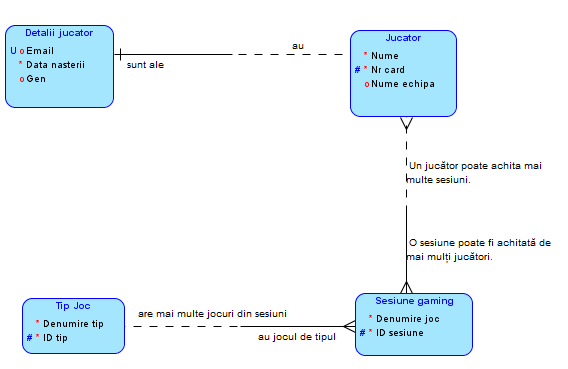 Detalii jucator
U o Email
* Data nasterii
o Gen
sunt ale
au
Jucator
* Nume
# * Nr card
o Nume echipa
Un jucător poate achita mai
multe sesiuni.
O sesiune poate fi achitată de
mai mulți jucători.
Tip Joc
* Denumire tip
# * ID tip
are mai multe jocuri din sesiuni
au jocul de tipul
Sesiune gaming
* Denumire joc
# * ID sesiune